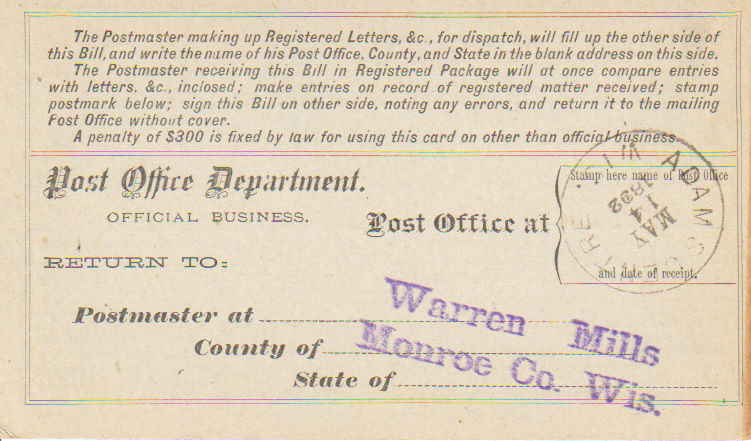 The Postmaster making up Registered Letters, &c., for dispatch, will fill up the other side of
this Bill, and write the name of his Post Office, County, and State in the blank address on this side.
The Postmaster receiving this Bill in Registered Package will at once compare entries
with letters, &c., inclosed; make entries on record of registered matter received; stamp
postmark below; sign this Bill on other side, noting any errors, and return it to the mailing
Post Office without cover.
A penalty of $300 is fixed by law for using this card on other than official business
Post Office Department.
OFFICIAL BUSINESS.
Post Office at
Stamp here name of Post Office
and date of receipt.
ADAMS CENTRE . WIS.
MAY
14
1892
RETURN TO:
Postmaster at
County of
State of
Warren Mills
Monroe Co. Wis.